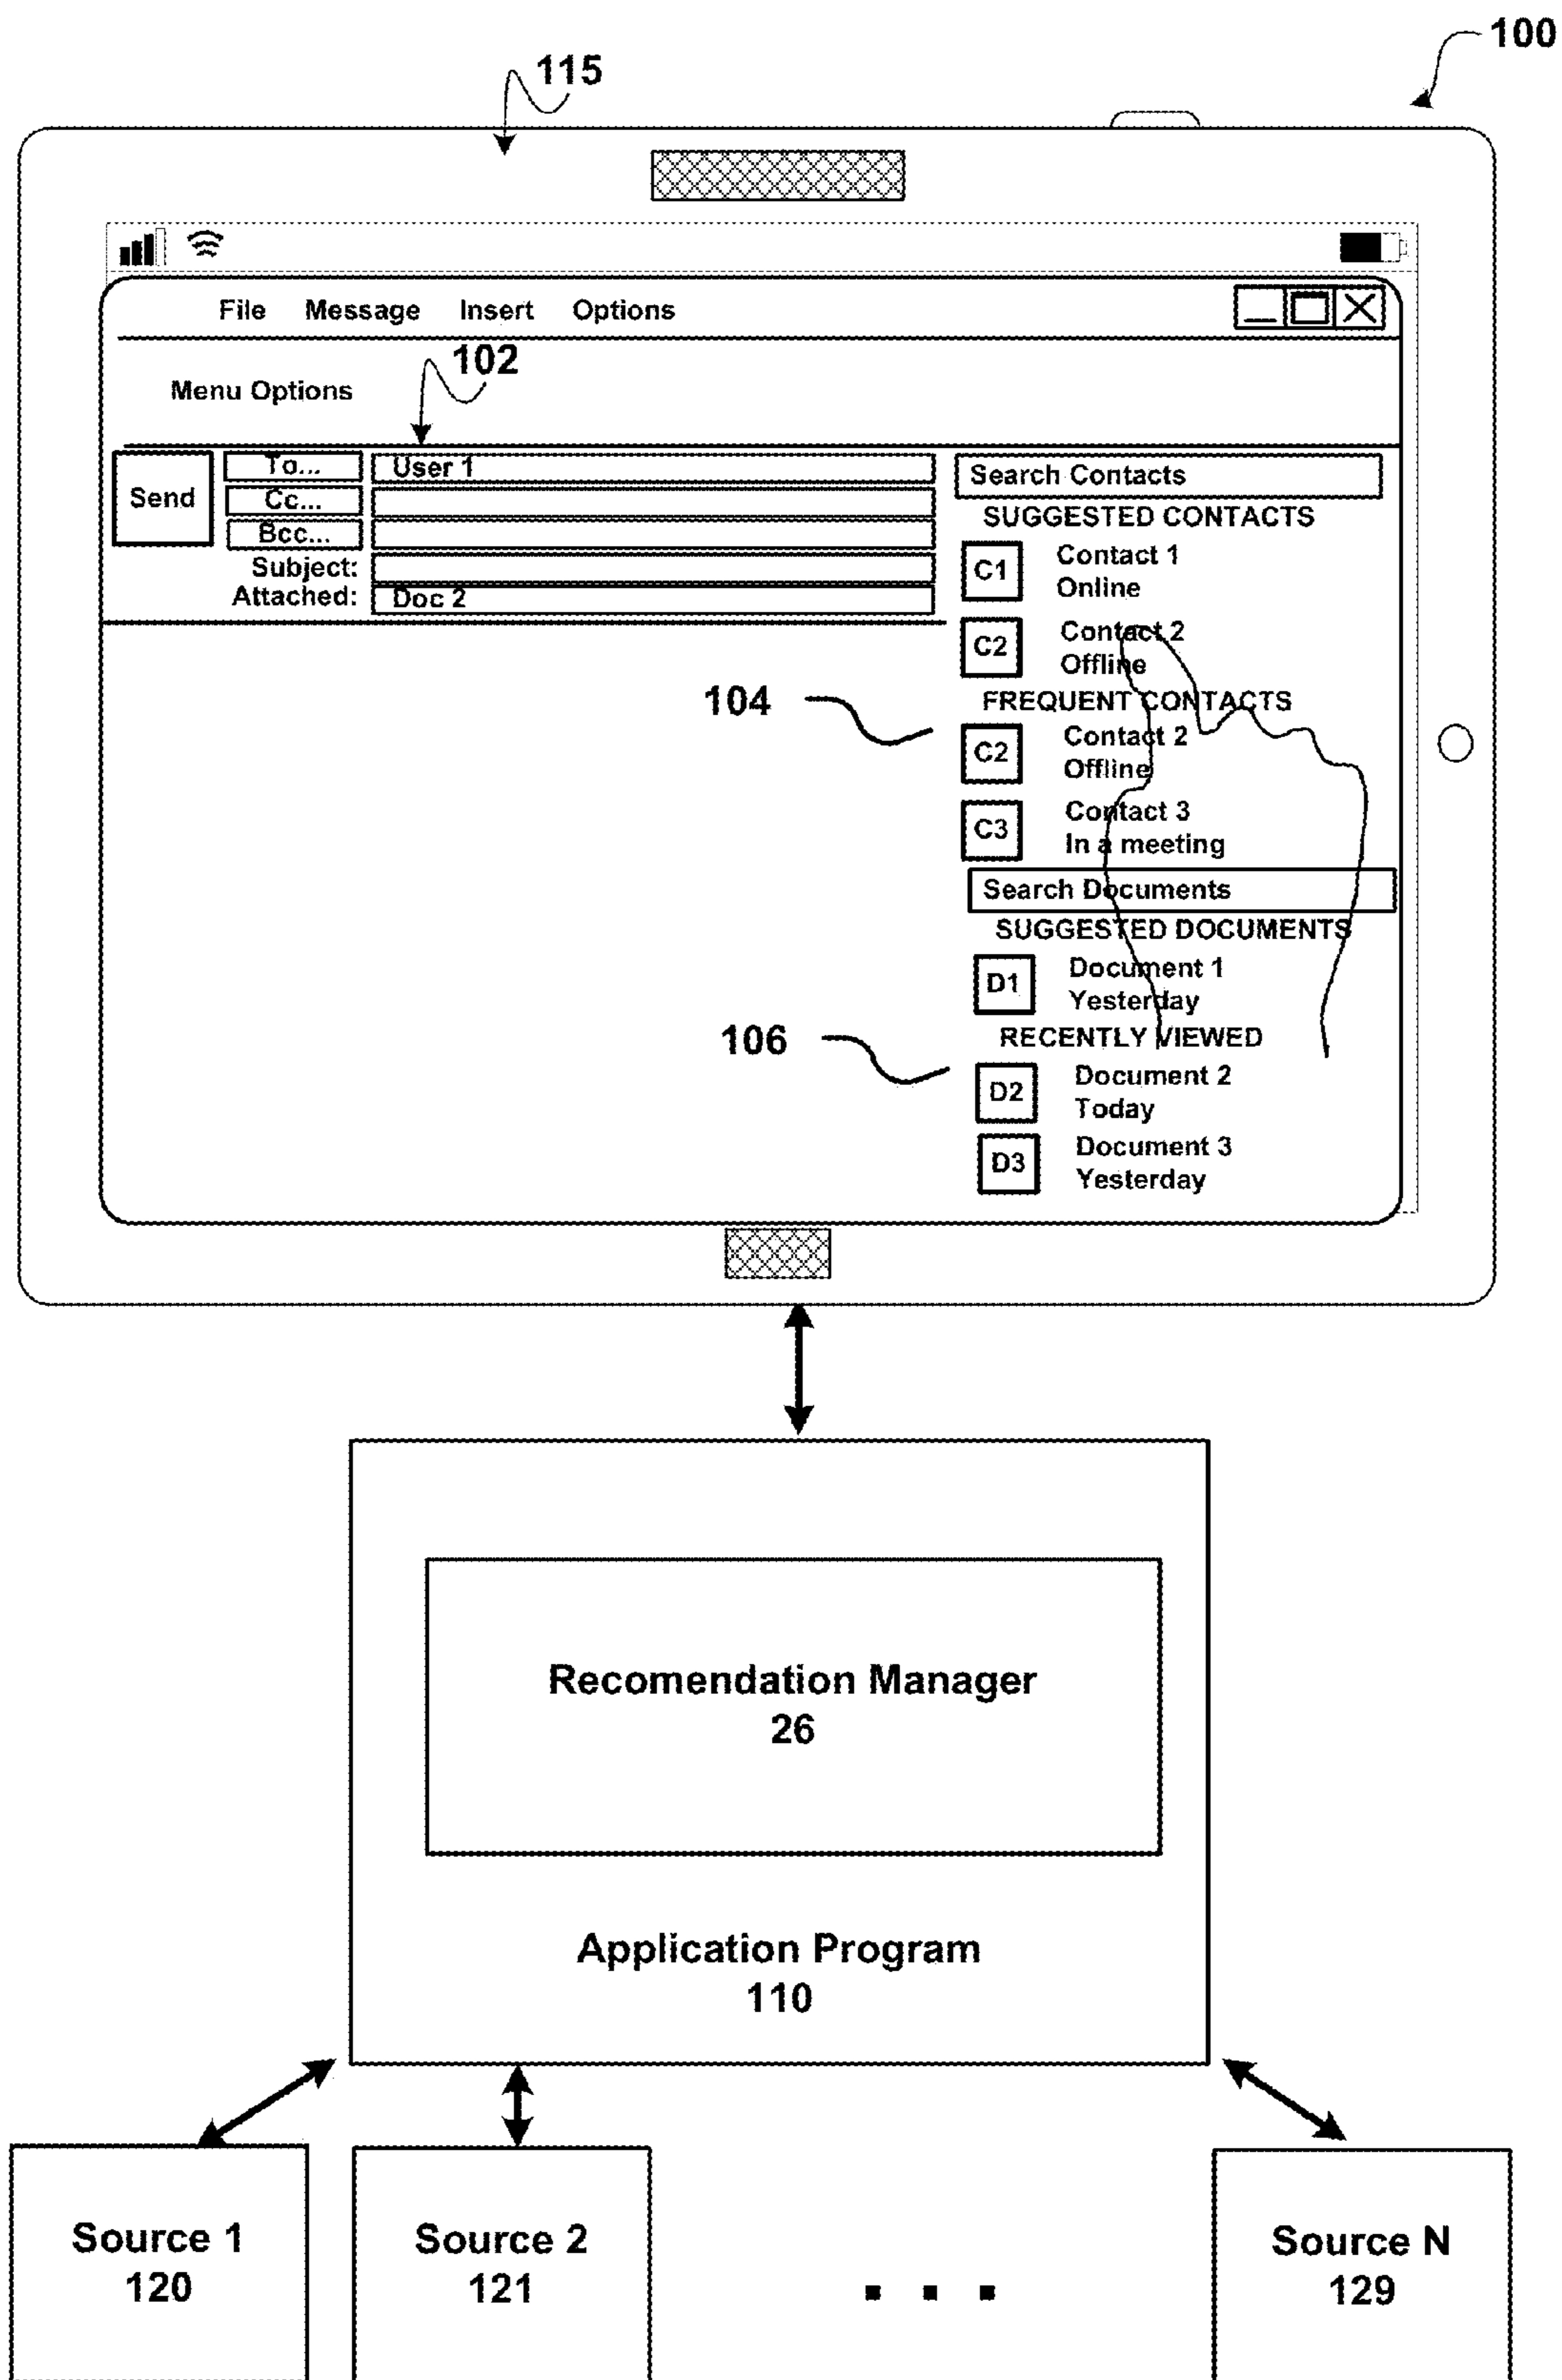 100
115
File Message Insert Options
102
Menu Options
Send
To... User 1
Cc...
Bcc...
Subject:
Attached: Doc 2
Search Contacts
SUGGESTED CONTACTS
C1
Contact 1
Online
C2
Contact 2
Offline
104
FREQUENT CONTACTS
C2
Contact 2
Offline
C3
Contact 3
In a meeting
Search Documents
SUGGESTED DOCUMENTS
D1
Document 1
Yesterday
106
RECENTLY VIEWED
D2
Document 2
Today
D3
Document 3
Yesterday
Recomendation Manager
26
Application Program
110
Source 1
120
Source 2
121
. . .
Source N
129